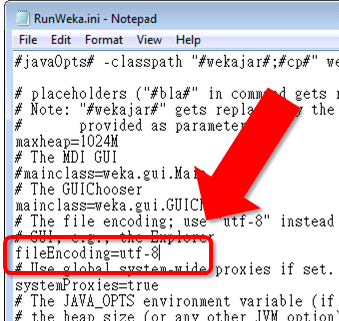 RunWeka.ini - Notepad
File Edit Format View Help
#javaOpts# -classpath "#wekajar#;#cp#" we
# placeholders ("#bla#" in command gets r
# Note: "#wekajar#" gets the
# provided as parameter
maxheap=1024M
# The MDI GUI
#mainclass=weka.gui.Main
# The GUIChooser
mainclass=weka.gui.GUICh
# The file encoding; use "utf-8" instead
# GUI, e.g., the Explorer
fileEncoding=utf-8
# Use global system-wide proxies if set.
systemProxies=true
# The JAVA_OPTS environment variable (if
# the heap size (or any other JVM option)